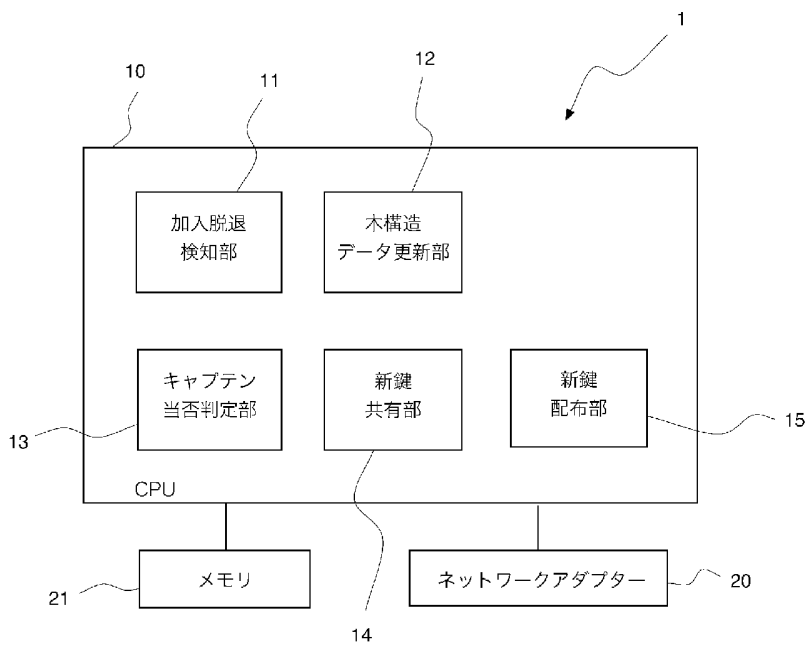 1
10
11
12
加入脱退
検知部
木構造
データ更新部
キャプテン
当否判定部
新鍵
共有部
新鍵
配布部
13
15
CPU
メモリ
ネットワークアダプター
21
20
14